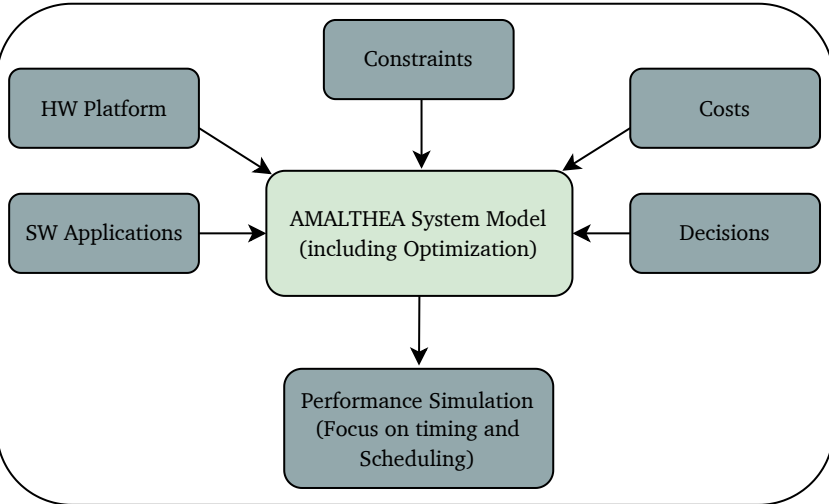 Constraints
HW Platform
Costs
SW Applications
AMALTHEA System Model
(including Optimization)
Decisions
Performance Simulation
(Focus on timing and
Scheduling)